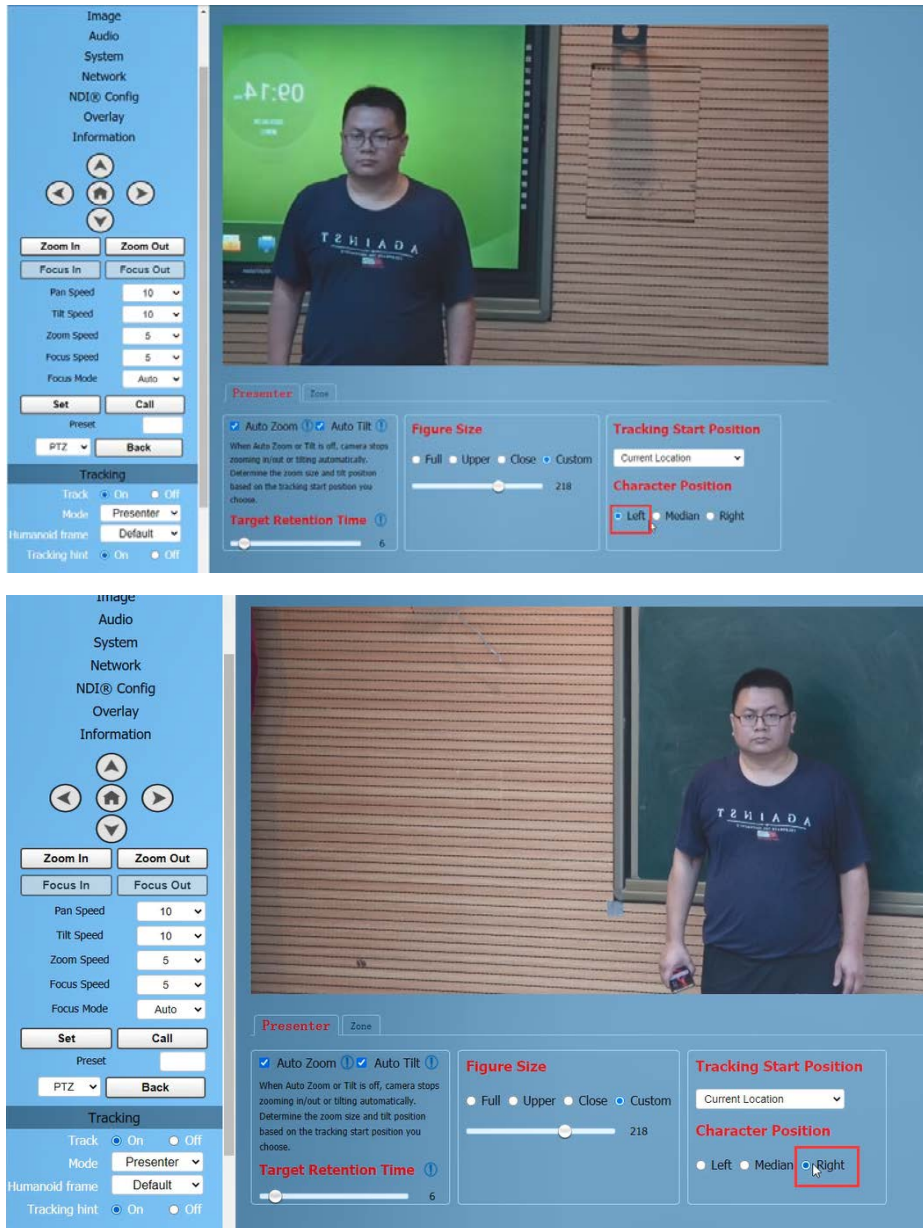 Image
Audio
System
Network
NDI® Config
Overlay
Information
Zoom In Zoom Out
Focus In Focus Out
Pan Speed 10
Tilt Speed 10
Zoom Speed 5
Focus Speed 5
Focus Mode Auto
Set Call
Preset
PTZ Back
Tracking
Track On Off
Mode Presenter
Humanoid frame Default
Tracking hint On Off
09:14
AGAINST
Presenter Zone
Auto Zoom Auto Tilt
When Auto Zoom or Tilt is off, camera stops
zooming in/out or tilting automatically.
Determine the zoom size and tilt position
based on the tracking start position you
choose.
Target Retention Time
6
Figure Size
Full Upper Close Custom
218
Tracking Start Position
Current Location
Character Position
Left Median Right
Image
Audio
System
Network
NDI® Config
Overlay
Information
Zoom In Zoom Out
Focus In Focus Out
Pan Speed 10
Tilt Speed 10
Zoom Speed 5
Focus Speed 5
Focus Mode Auto
Set Call
Preset
PTZ Back
Tracking
Track On Off
Mode Presenter
Humanoid frame Default
Tracking hint On Off
AGAINST
Presenter Zone
Auto Zoom Auto Tilt
When Auto Zoom or Tilt is off, camera stops
zooming in/out or tilting automatically.
Determine the zoom size and tilt position
based on the tracking start position you
choose.
Target Retention Time
6
Figure Size
Full Upper Close Custom
218
Tracking Start Position
Current Location
Character Position
Left Median Right